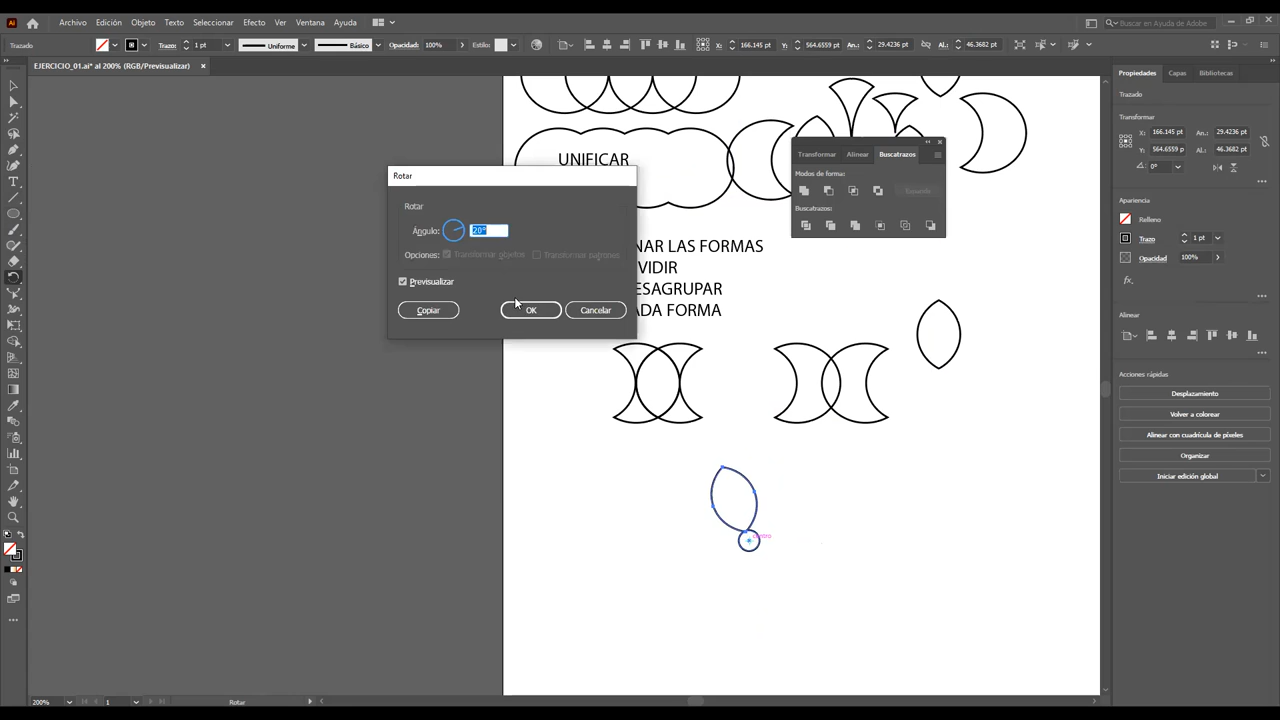 Archivo Edición Objeto Texto Seleccionar Efecto Ver Ventana Ayuda
Buscar en Ayuda de Adobe
Trazado Trazo: 1 pt Uniforme Básico Opacidad: 100% Estilo: X: 166.145 pt Y: 564.6559 p An.: 29.4236 pt Al.: 46.3682 pt
EJERCICIO_01.ai* al 200% (RGB/Previsualizar) ×
UNIFICAR
Rotar
Rotar
Ángulo: 20°
Opciones: Transformar objetos Transformar patrones
Previsualizar
Copiar OK Cancelar
NAR LAS FORMAS
VIDIR
ESAGRUPAR
ADA FORMA
centro
Transformar Alinear Buscatrazos
Modos de forma:
Buscatrazos:
Propiedades Capas Bibliotecas
Trazado
Transformar
X: 166.145 pt An.: 29.4236 pt
Y: 564.6559 p Al.: 46.3682 pt
0°
Apariencia
Relleno
Trazo 1 pt
Opacidad 100%
fx
Alinear
Acciones rápidas
Desplazamiento
Volver a colorear
Alinear con cuadrícula de píxeles
Organizar
Iniciar edición global
200% 1 Rotar